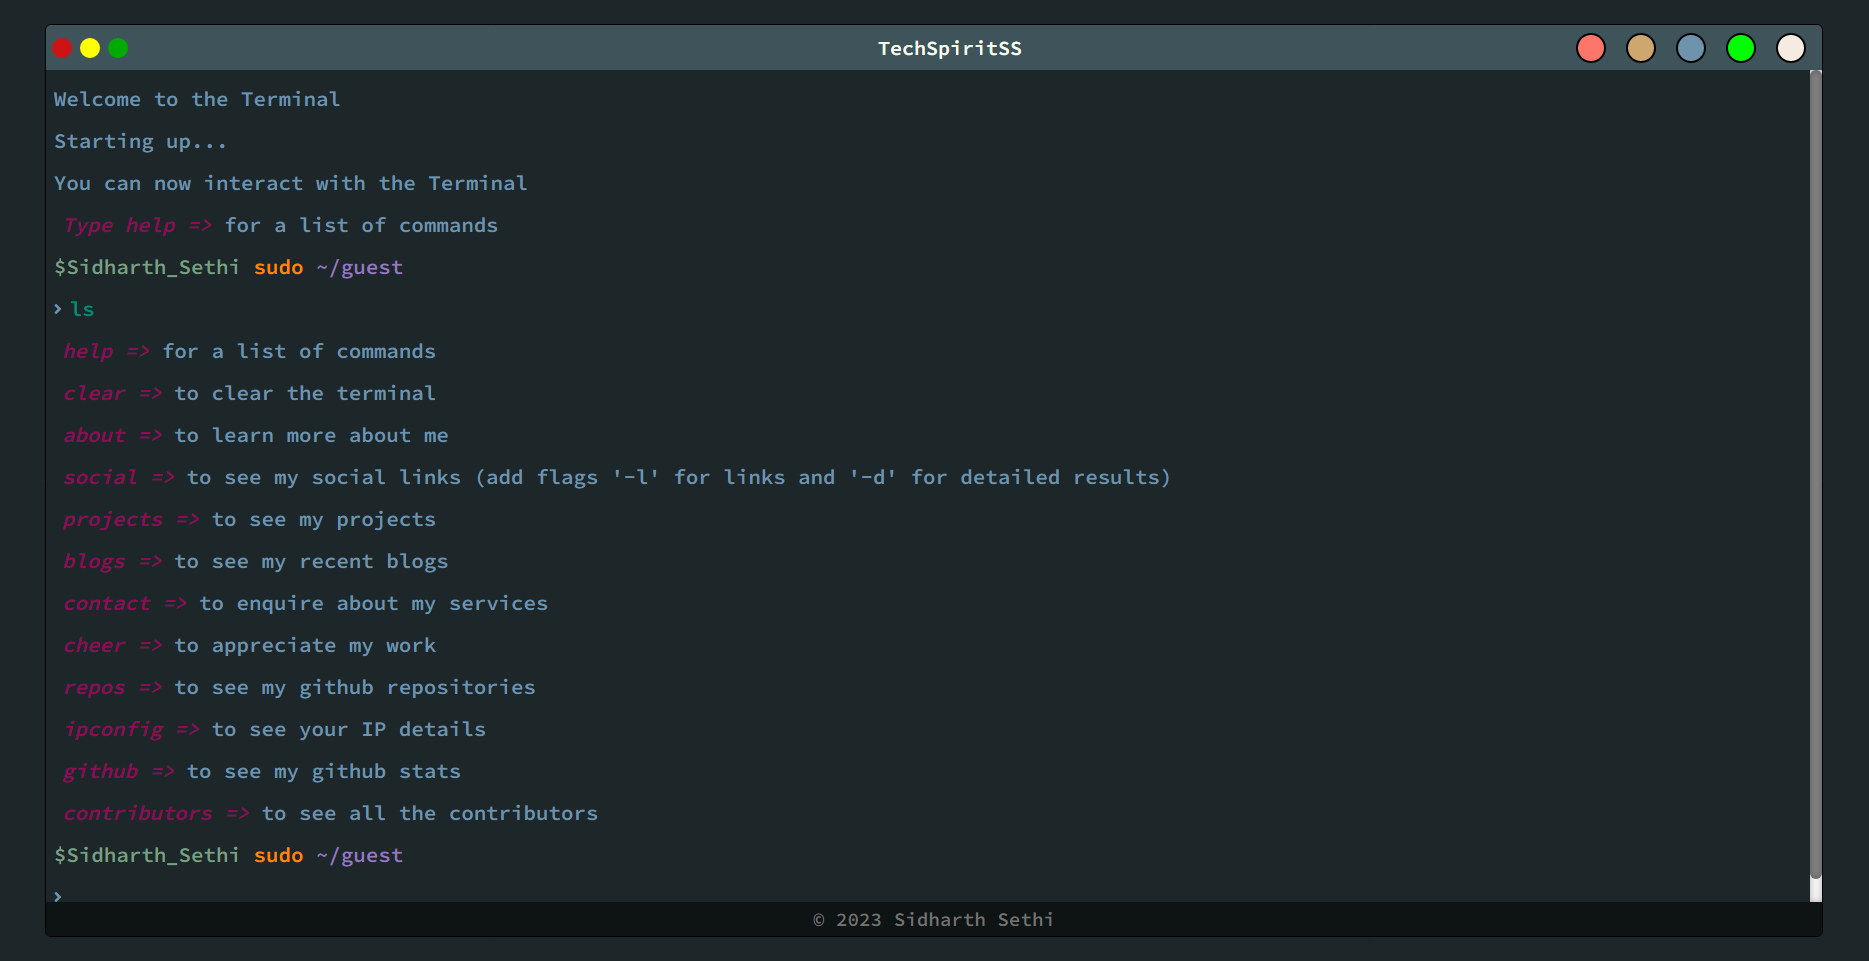 TechSpiritSS
Welcome to the Terminal
Starting up...
You can now interact with the Terminal
Type help => for a list of commands
$Sidharth_Sethi sudo ~/guest
› ls
help => for a list of commands
clear => to clear the terminal
about => to learn more about me
social => to see my social links (add flags '-l' for links and '-d' for detailed results)
projects => to see my projects
blogs => to see my recent blogs
contact => to enquire about my services
cheer => to appreciate my work
repos => to see my github repositories
ipconfig => to see your IP details
github => to see my github stats
contributors => to see all the contributors
$Sidharth_Sethi sudo ~/guest
›
© 2023 Sidharth Sethi